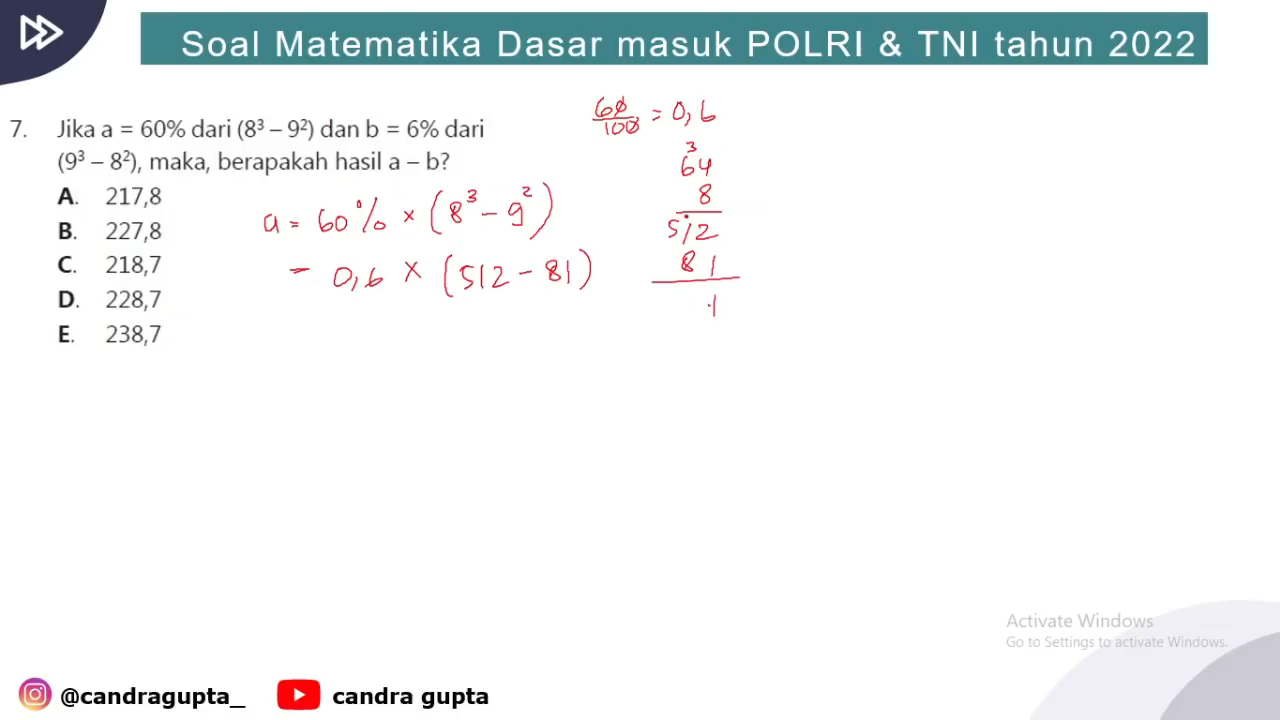 Soal Matematika Dasar masuk POLRI & TNI tahun 2022
7. Jika a = 60% dari (8³ – 9²) dan b = 6% dari
(9³ – 8²), maka, berapakah hasil a – b?
A. 217,8
B. 227,8
C. 218,7
D. 228,7
E. 238,7
a = 60% × (8³ – 9²)
= 0,6 × (512 – 81)
60/100 = 0,6
3
64
8
512
81
1
Activate Windows
Go to Settings to activate Windows.
@candragupta_
candra gupta